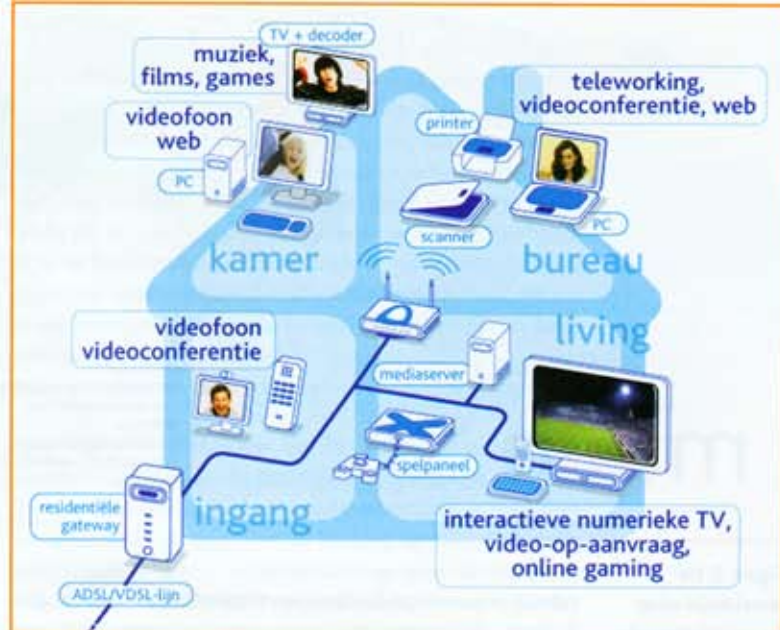 TV + decoder
muziek,
films, games
videofoon
web
PC
kamer
teleworking,
videoconferentie, web
printer
scanner
PC
bureau
videofoon
videoconferentie
ingang
living
mediaserver
spelpaneel
residentiële
gateway
ADSL/VDSL-lijn
interactieve numerieke TV,
video-op-aanvraag,
online gaming